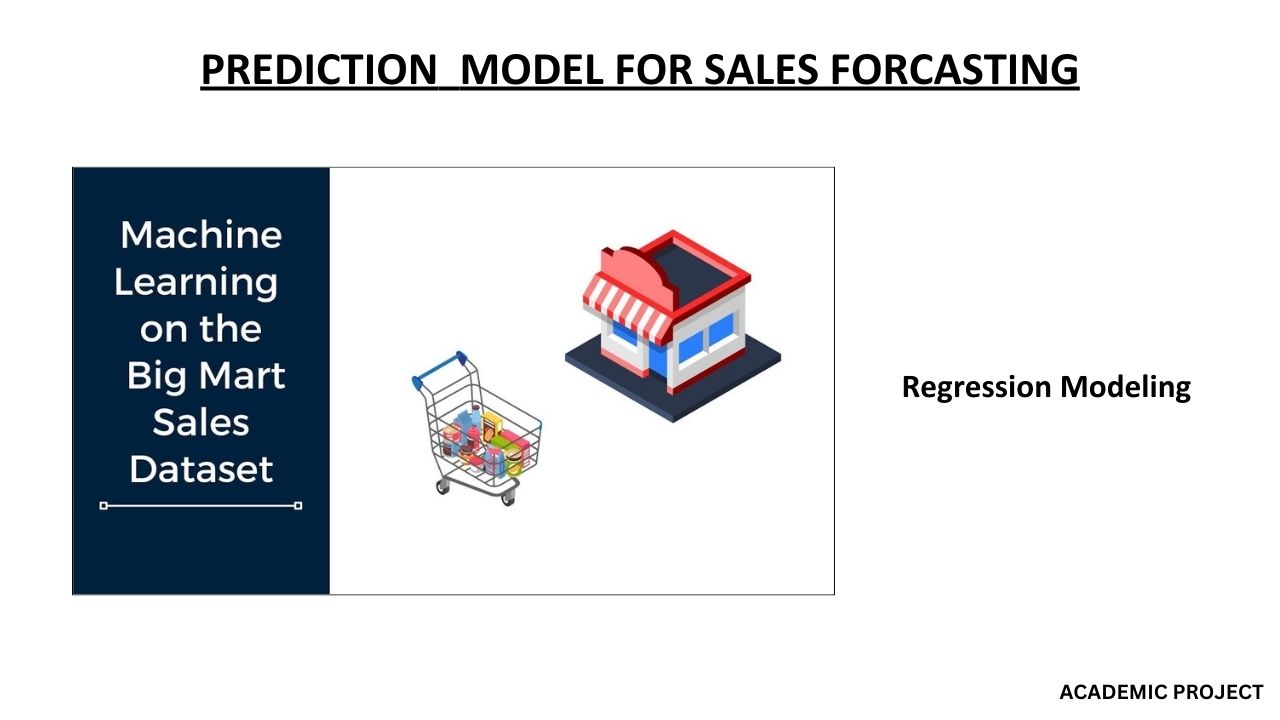 PREDICTION  MODEL FOR SALES FORCASTING
Machine
Learning
on the
Big Mart
Sales
Dataset
Regression Modeling
ACADEMIC PROJECT